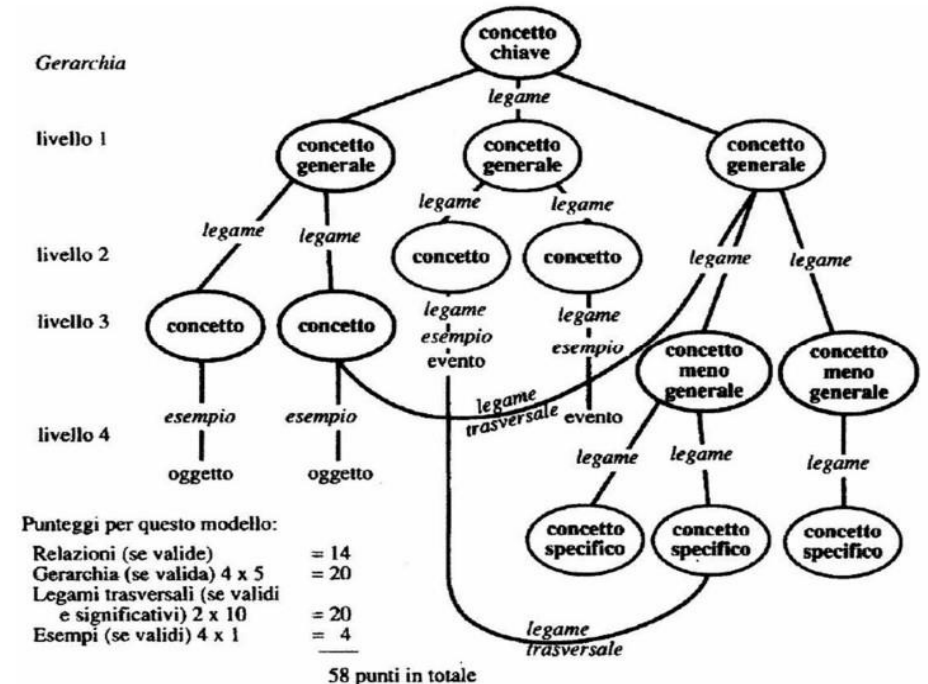 concetto
chiave
Gerarchia
legame
livello 1
concetto
generale
concetto
generale
concetto
generale
legame
legame
legame
legame
livello 2
concetto
concetto
legame
legame
livello 3
concetto
concetto
legame
esempio
evento
legame
esempio
concetto
meno
generale
concetto
meno
generale
livello 4
esempio
oggetto
esempio
oggetto
legame
trasversale
evento
legame
legame
legame
concetto
specifico
concetto
specifico
concetto
specifico
legame
trasversale
Punteggi per questo modello:
Relazioni (se valide) = 14
Gerarchia (se valida) 4 x 5 = 20
Legami trasversali (se validi
e significativi) 2 x 10 = 20
Esempi (se validi) 4 x 1 = 4
58 punti in totale